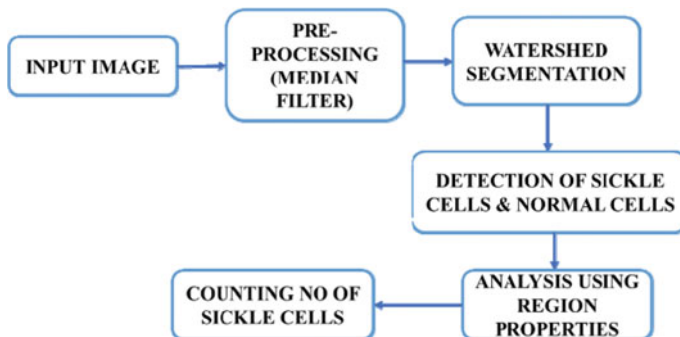 INPUT IMAGE
PRE-
PROCESSING
(MEDIAN
FILTER)
WATERSHED
SEGMENTATION
DETECTION OF SICKLE
CELLS & NORMAL CELLS
ANALYSIS USING
REGION
PROPERTIES
COUNTING NO OF
SICKLE CELLS